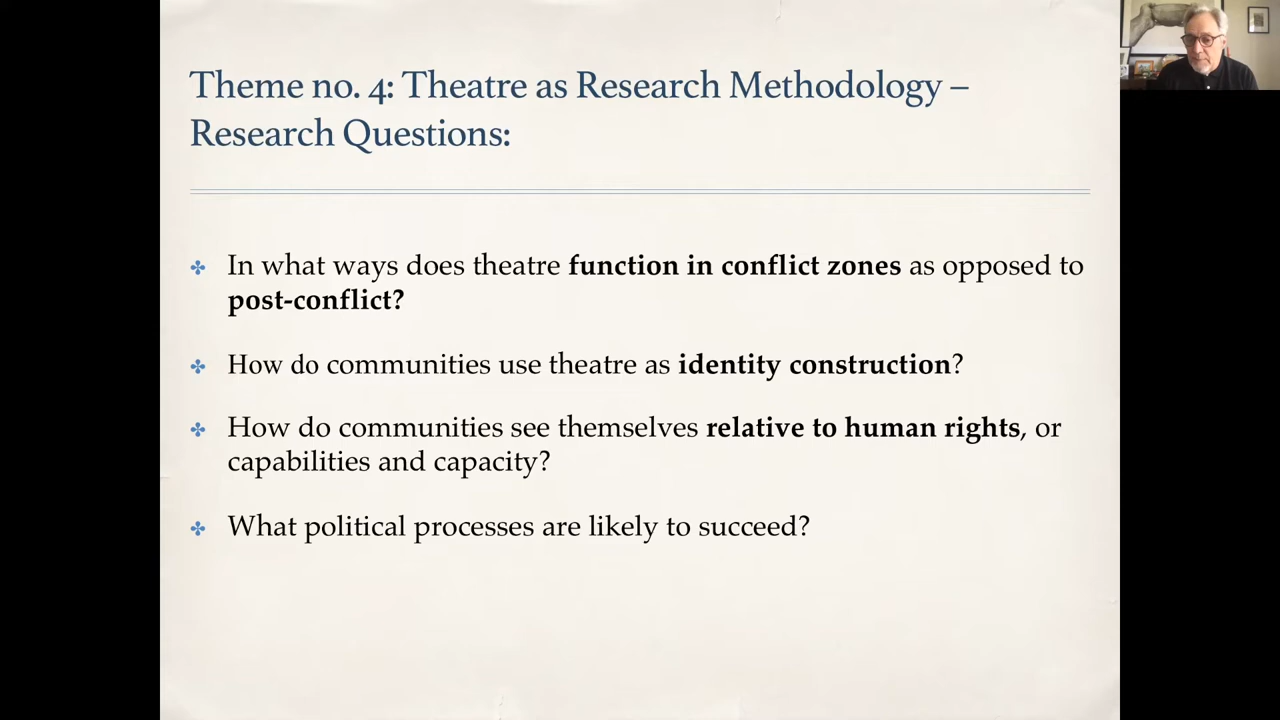 Theme no. 4: Theatre as Research Methodology –
Research Questions:
In what ways does theatre function in conflict zones as opposed to
post-conflict?
How do communities use theatre as identity construction?
How do communities see themselves relative to human rights, or
capabilities and capacity?
What political processes are likely to succeed?